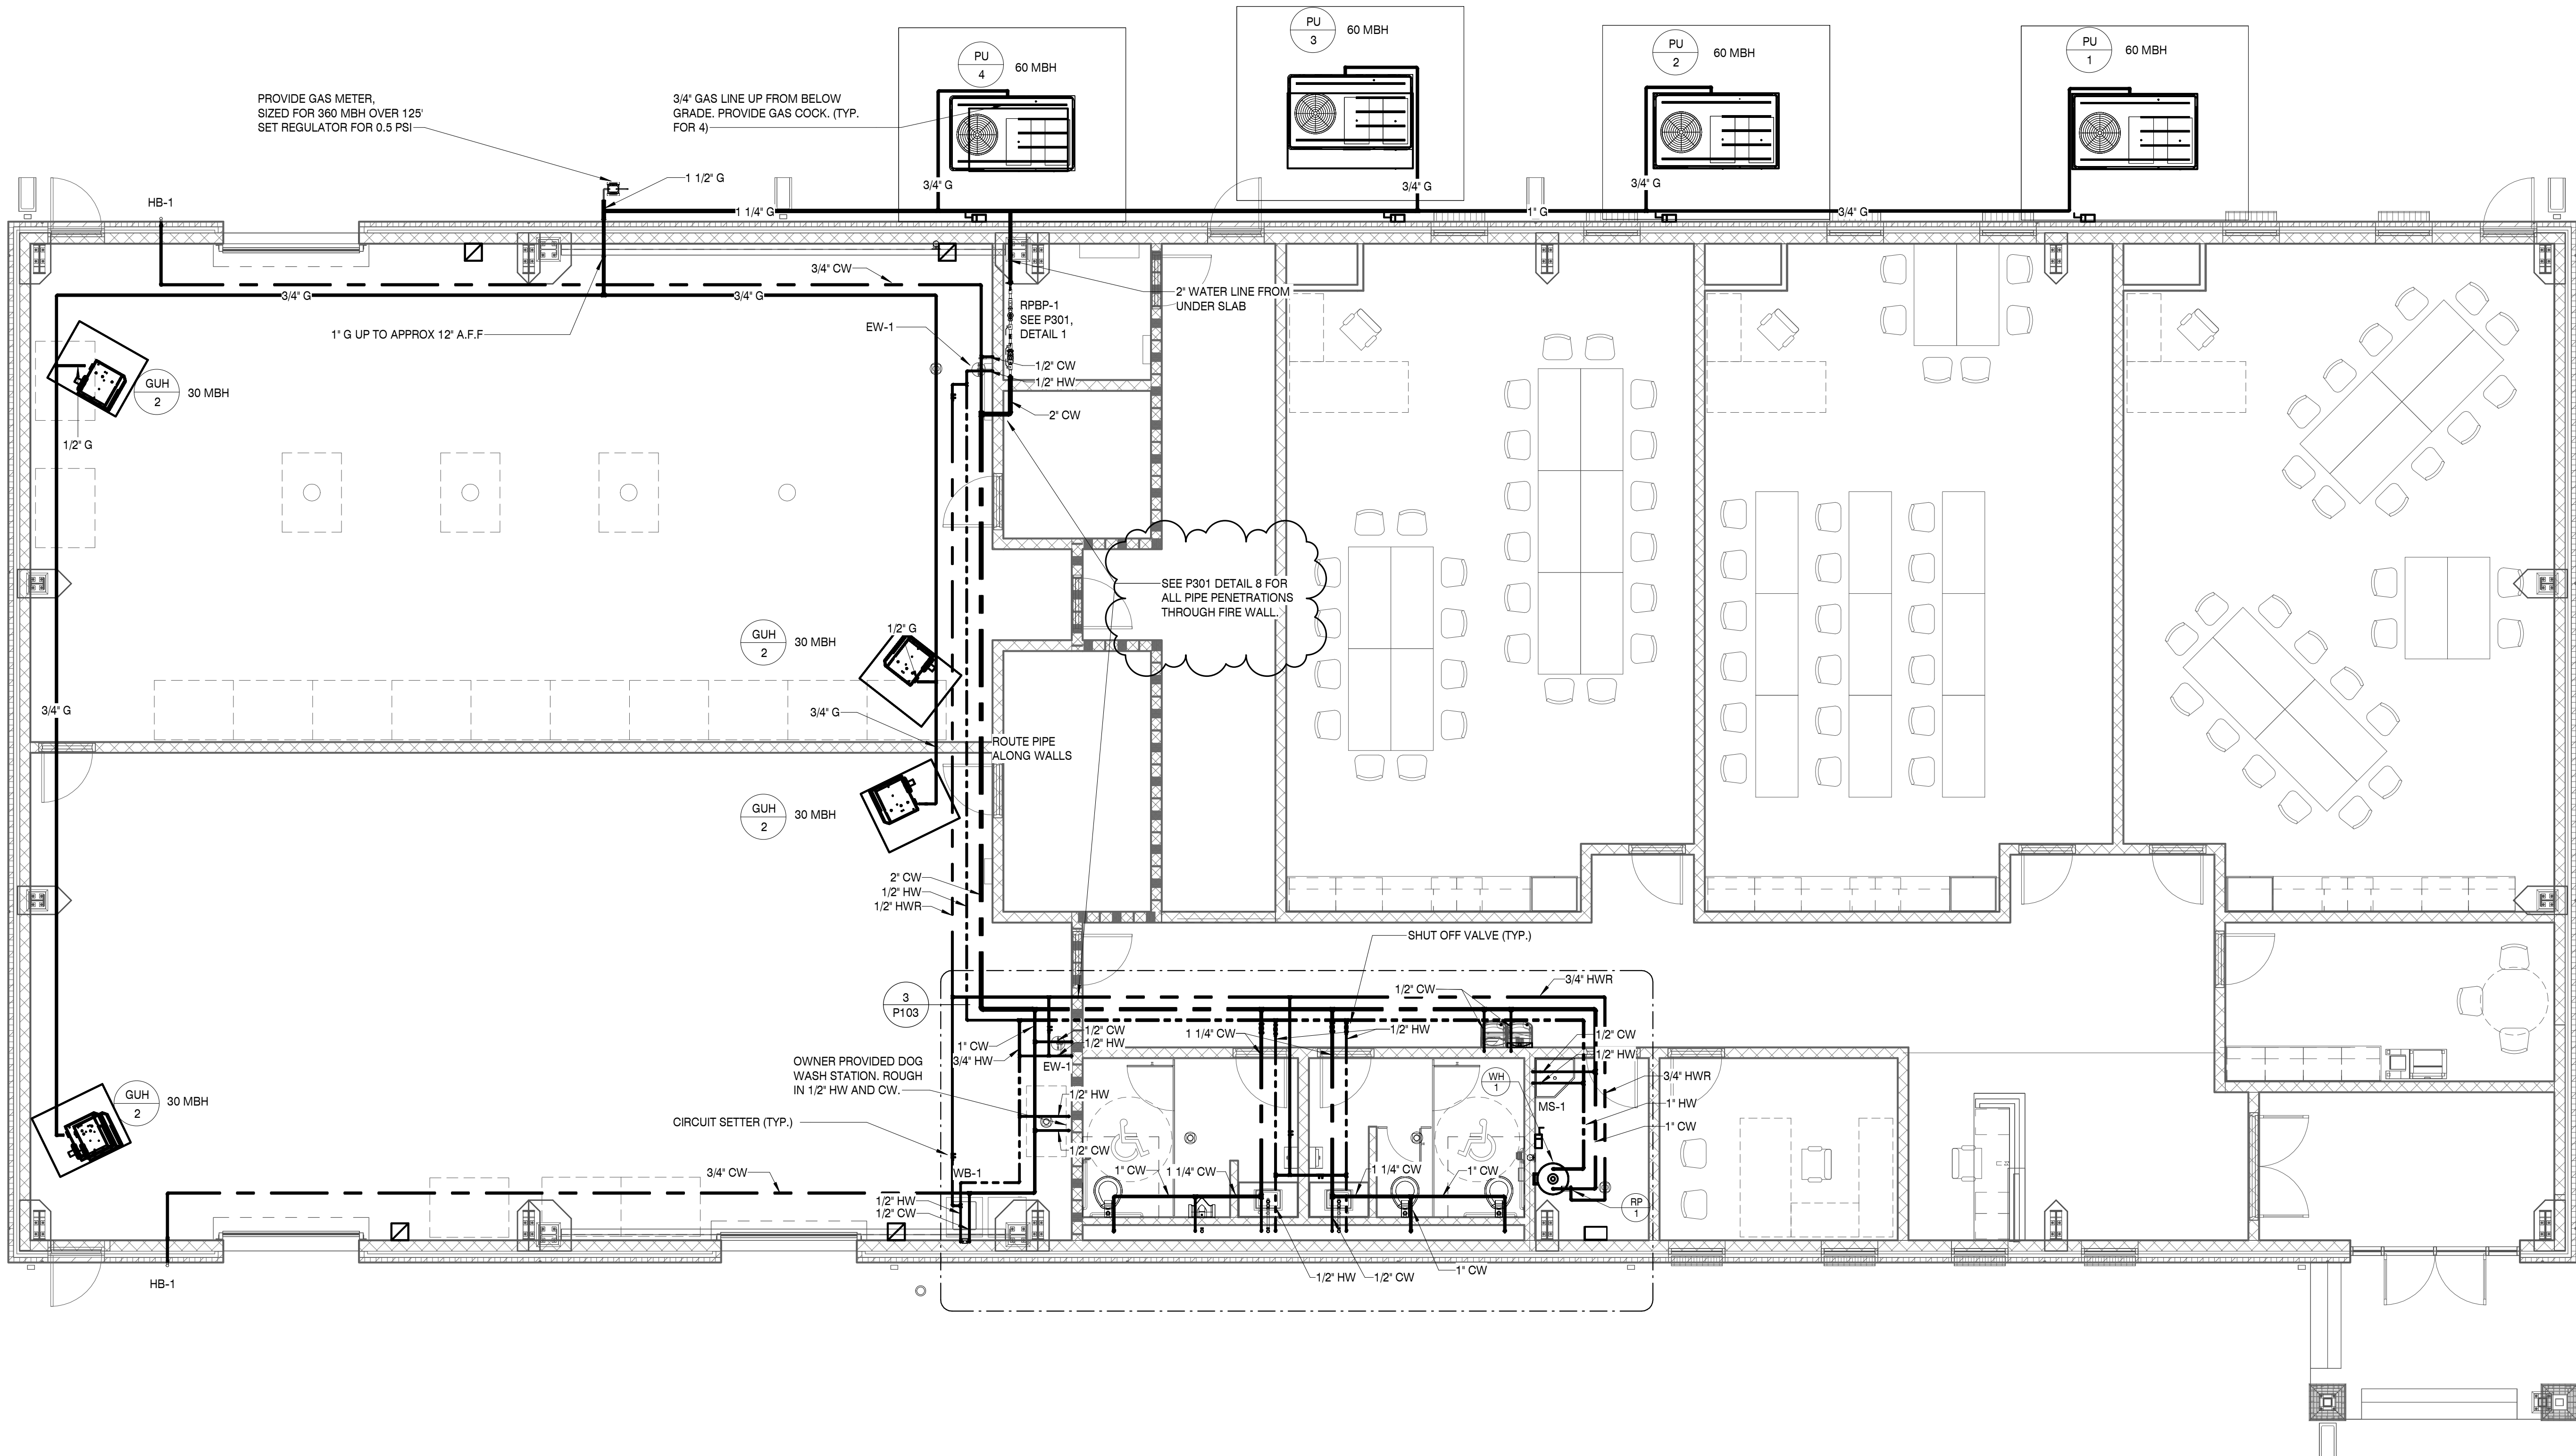 PU
4
60 MBH
PU
3
60 MBH
PU
2
60 MBH
PU
1
60 MBH
PROVIDE GAS METER,
SIZED FOR 360 MBH OVER 125'
SET REGULATOR FOR 0.5 PSI
3/4" GAS LINE UP FROM BELOW
GRADE. PROVIDE GAS COCK. (TYP.
FOR 4)
1 1/2" G
3/4" G
3/4" G
3/4" G
HB-1
1 1/4" G
1" G
3/4" G
3/4" CW
3/4" G
3/4" G
2" WATER LINE FROM
UNDER SLAB
RPBP-1
SEE P301,
DETAIL 1
EW-1
1" G UP TO APPROX 12" A.F.F
1/2" CW
1/2" HW
2" CW
GUH
2
30 MBH
1/2" G
SEE P301 DETAIL 8 FOR
ALL PIPE PENETRATIONS
THROUGH FIRE WALL.
1/2" G
GUH
2
30 MBH
3/4" G
3/4" G
ROUTE PIPE
ALONG WALLS
GUH
2
30 MBH
2" CW
1/2" HW
1/2" HWR
SHUT OFF VALVE (TYP.)
3/4" HWR
1/2" CW
3
P103
1/2" CW
1/2" HW
1 1/4" CW
1/2" HW
1/2" CW
1/2" HW
1" CW
3/4" HW
EW-1
OWNER PROVIDED DOG
WASH STATION. ROUGH
IN 1/2" HW AND CW.
WH
1
3/4" HWR
MS-1
1" HW
1" CW
GUH
2
30 MBH
1/2" HW
CIRCUIT SETTER (TYP.)
1/2" CW
3/4" CW
WB-1
1" CW
1 1/4" CW
1 1/4" CW
1" CW
1/2" HW
1/2" CW
RP
1
HB-1
1/2" HW
1/2" CW
1" CW